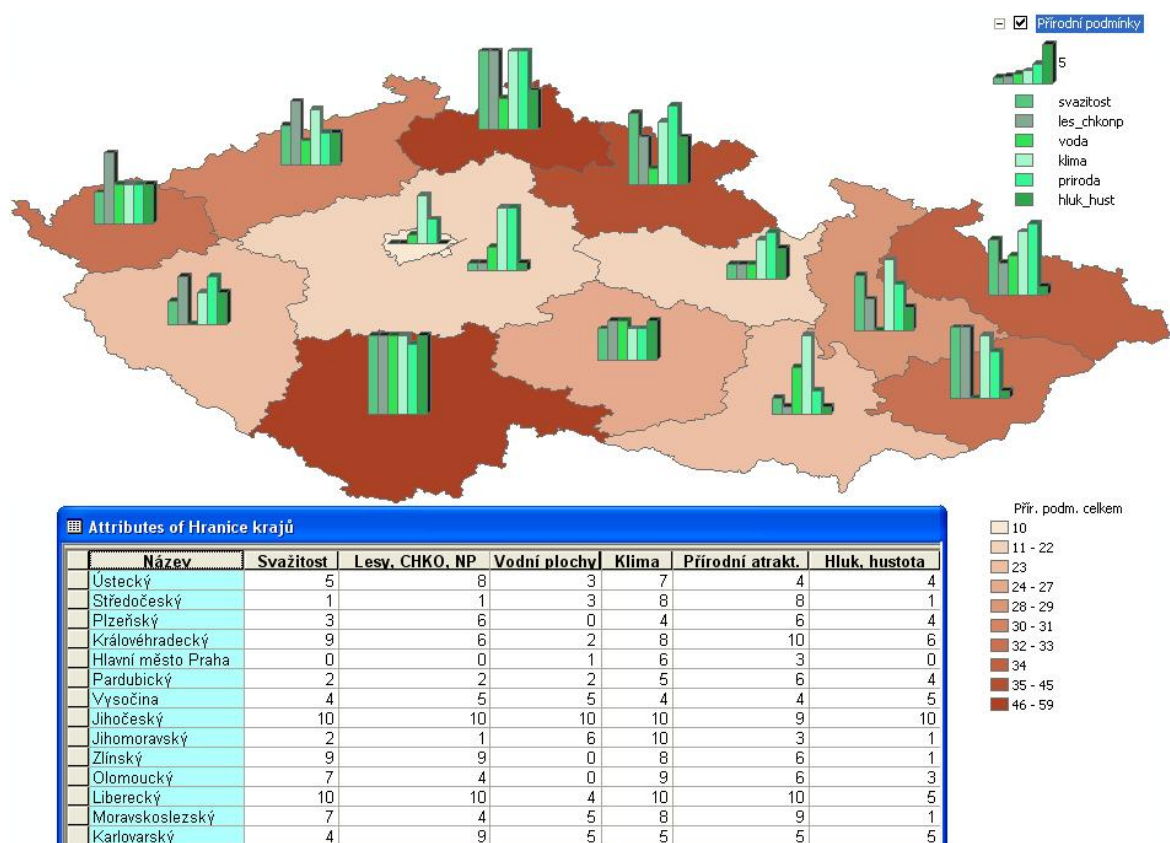 Přírodní podmínky
5
svazitost
les_chkonp
voda
klima
priroda
hluk_hust
Přír. podm. celkem
10
11 - 22
23
24 - 27
28 - 29
30 - 31
32 - 33
34
35 - 45
46 - 59
Attributes of Hranice krajů
Název Svažitost Lesy, CHKO, NP Vodní plochy Klima Přírodní atrakt. Hluk, hustota
Ústecký 5 8 3 7 4 4
Středočeský 1 1 3 8 8 1
Plzeňský 3 6 0 4 6 4
Královéhradecký 9 6 2 8 10 6
Hlavní město Praha 0 0 1 6 3 0
Pardubický 2 2 2 5 6 4
Vysočina 4 5 5 4 4 5
Jihočeský 10 10 10 10 9 10
Jihomoravský 2 1 6 10 3 1
Zlínský 9 9 0 8 6 1
Olomoucký 7 4 0 9 6 3
Liberecký 10 10 4 10 10 5
Moravskoslezský 7 4 5 8 9 1
Karlovarský 4 9 5 5 5 5